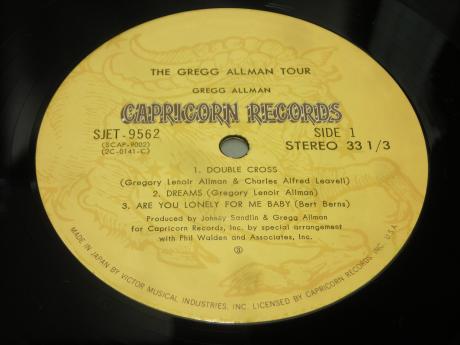 THE GREGG ALLMAN TOUR
GREGG ALLMAN
CAPRICORN RECORDS
SJET-9562
(SCAP-9002)
(2C-0141-C)
SIDE 1
STEREO 33 1/3
1. DOUBLE CROSS
(Gregory Lenoir Allman & Charles Alfred Leavell)
2. DREAMS (Gregory Lenoir Allman)
3. ARE YOU LONELY FOR ME BABY (Bert Berns)
Produced by Johnny Sandlin & Gregg Allman
for Capricorn Records, Inc. by special arrangement
with Phil Walden and Associates, Inc.
MADE IN JAPAN BY VICTOR MUSICAL INDUSTRIES, INC. LICENSED BY CAPRICORN RECORDS INC. U.S.A.